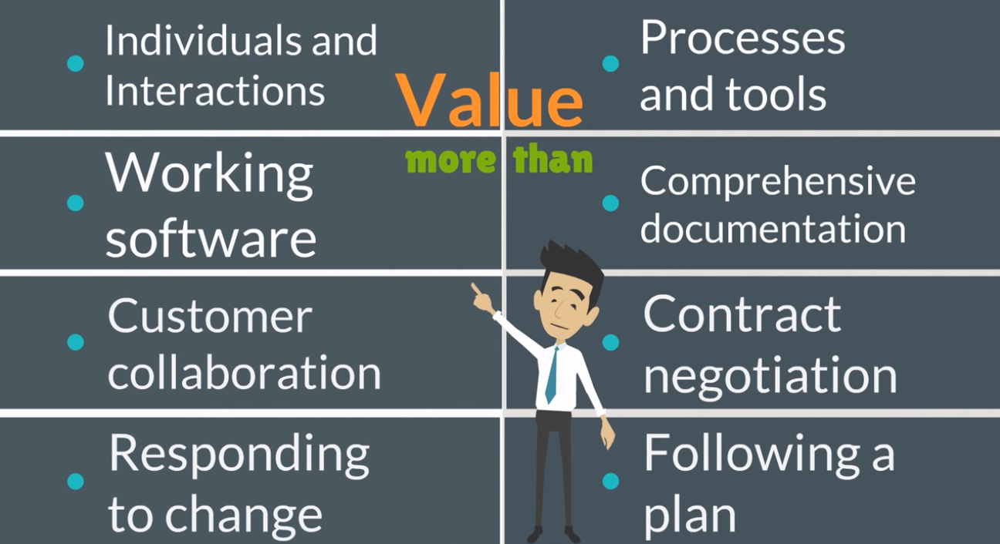 Individuals and
Interactions
Value
more than
Processes
and tools
Working
software
Comprehensive
documentation
Customer
collaboration
Contract
negotiation
Responding
to change
Following a
plan